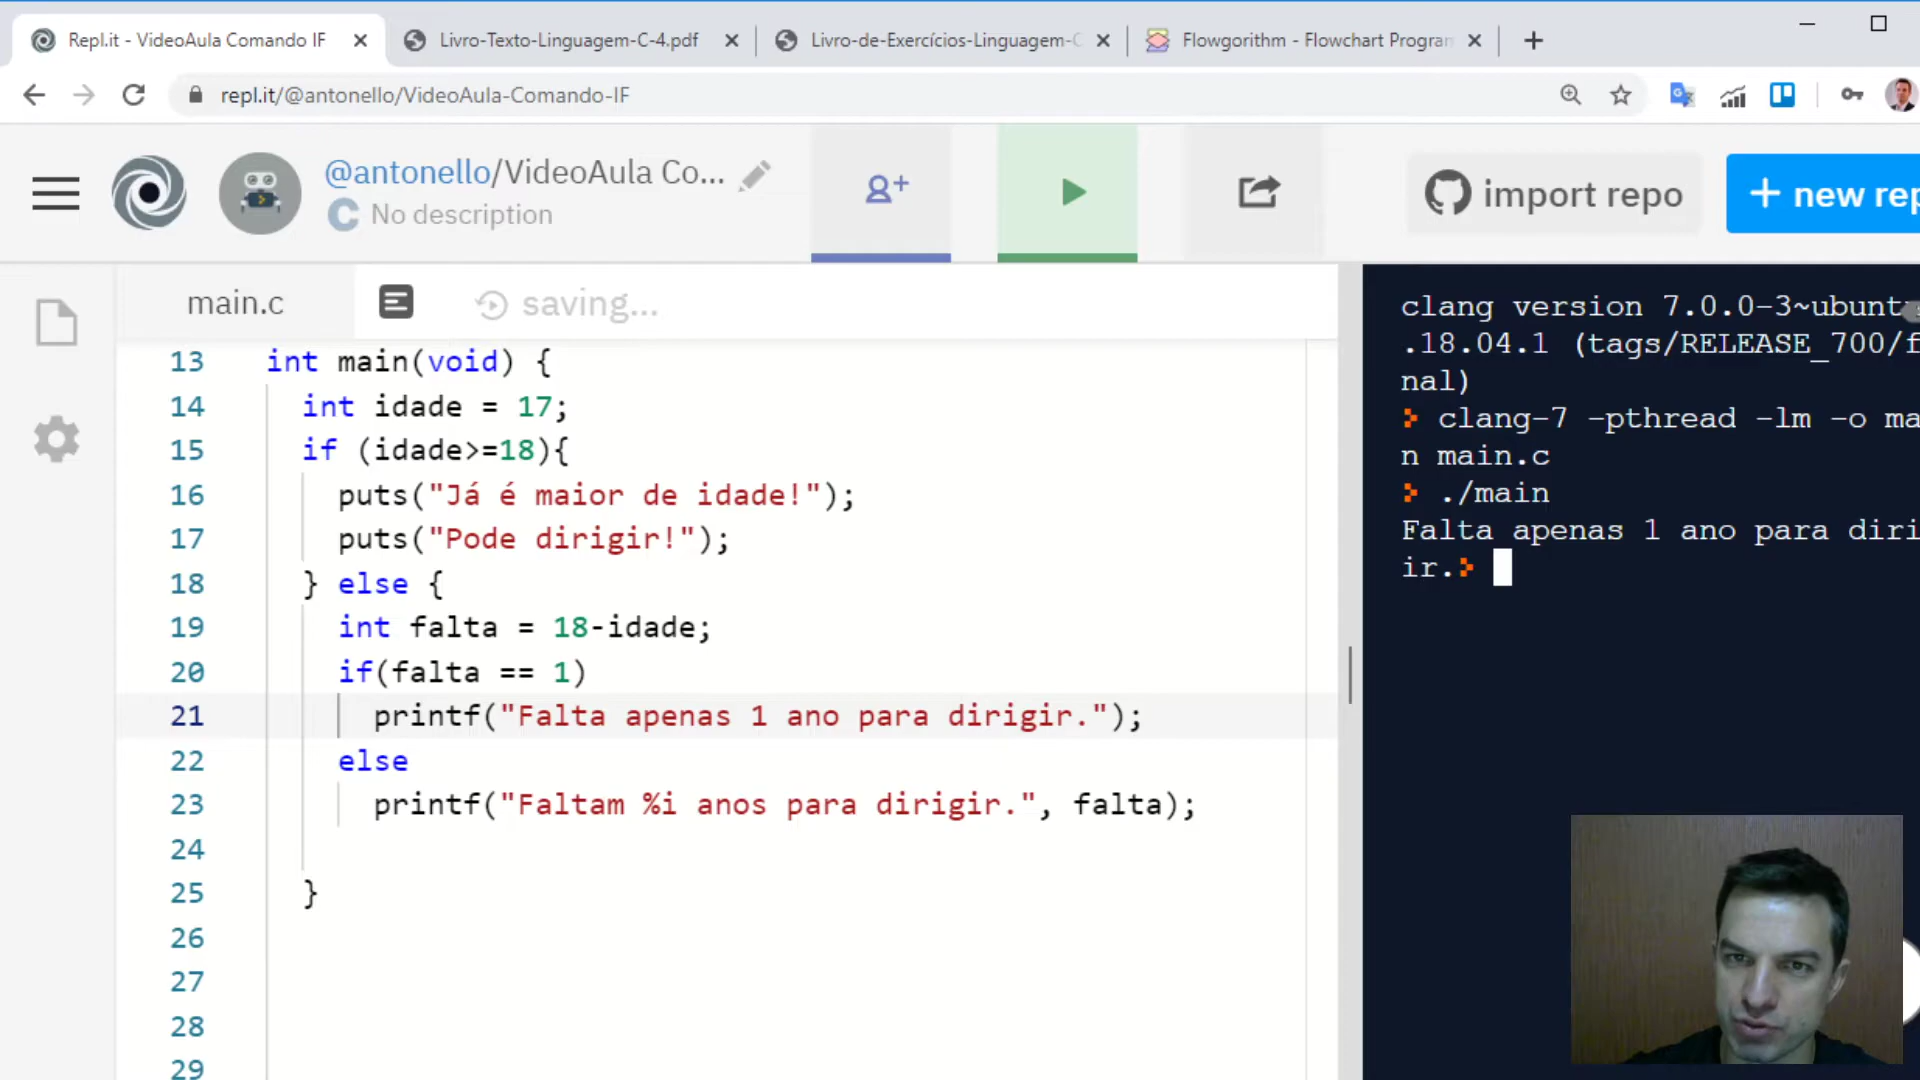 Repl.it - VideoAula Comando IF
Livro-Texto-Linguagem-C-4.pdf
Livro-de-Exercícios-Linguagem-C
Flowgorithm - Flowchart Program
repl.it/@antonello/VideoAula-Comando-IF
@antonello/VideoAula Co...
C No description
import repo
+ new rep
main.c
saving...
13 int main(void) {
14 int idade = 17;
15 if (idade>=18){
16 puts("Já é maior de idade!");
17 puts("Pode dirigir!");
18 } else {
19 int falta = 18-idade;
20 if(falta == 1)
21 printf("Falta apenas 1 ano para dirigir.");
22 else
23 printf("Faltam %i anos para dirigir.", falta);
24
25 }
26
27
28
29
clang version 7.0.0-3~ubunt
.18.04.1 (tags/RELEASE_700/f
nal)
clang-7 -pthread -lm -o ma
n main.c
./main
Falta apenas 1 ano para diri
ir.